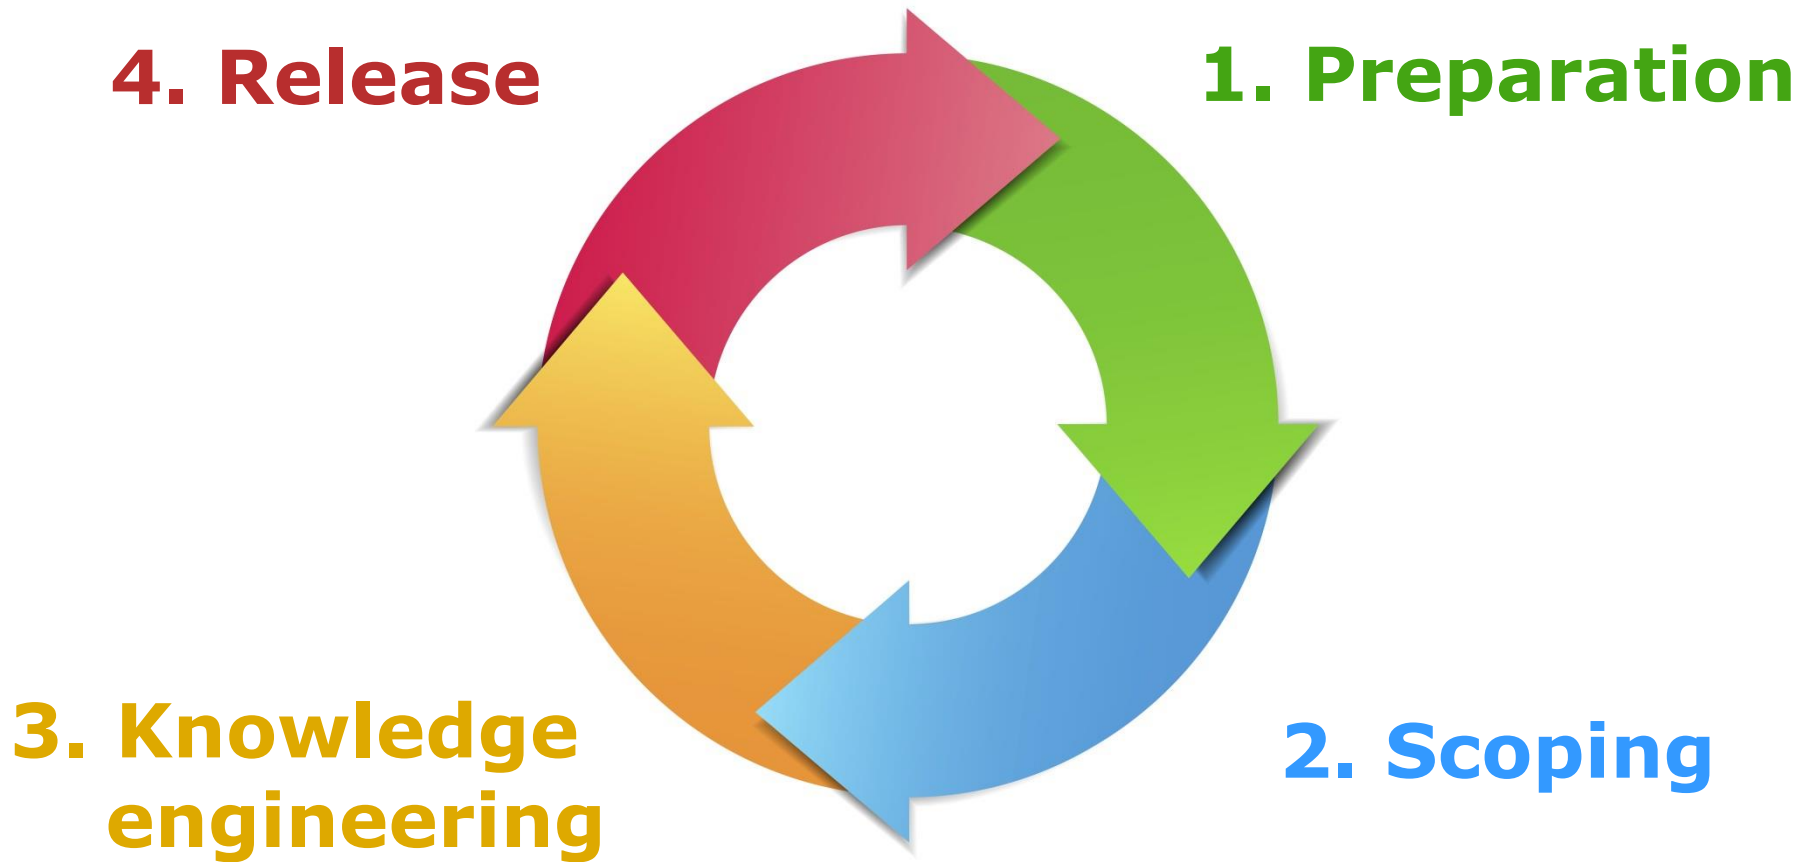 4. Release
1. Preparation
3. Knowledge
engineering
2. Scoping